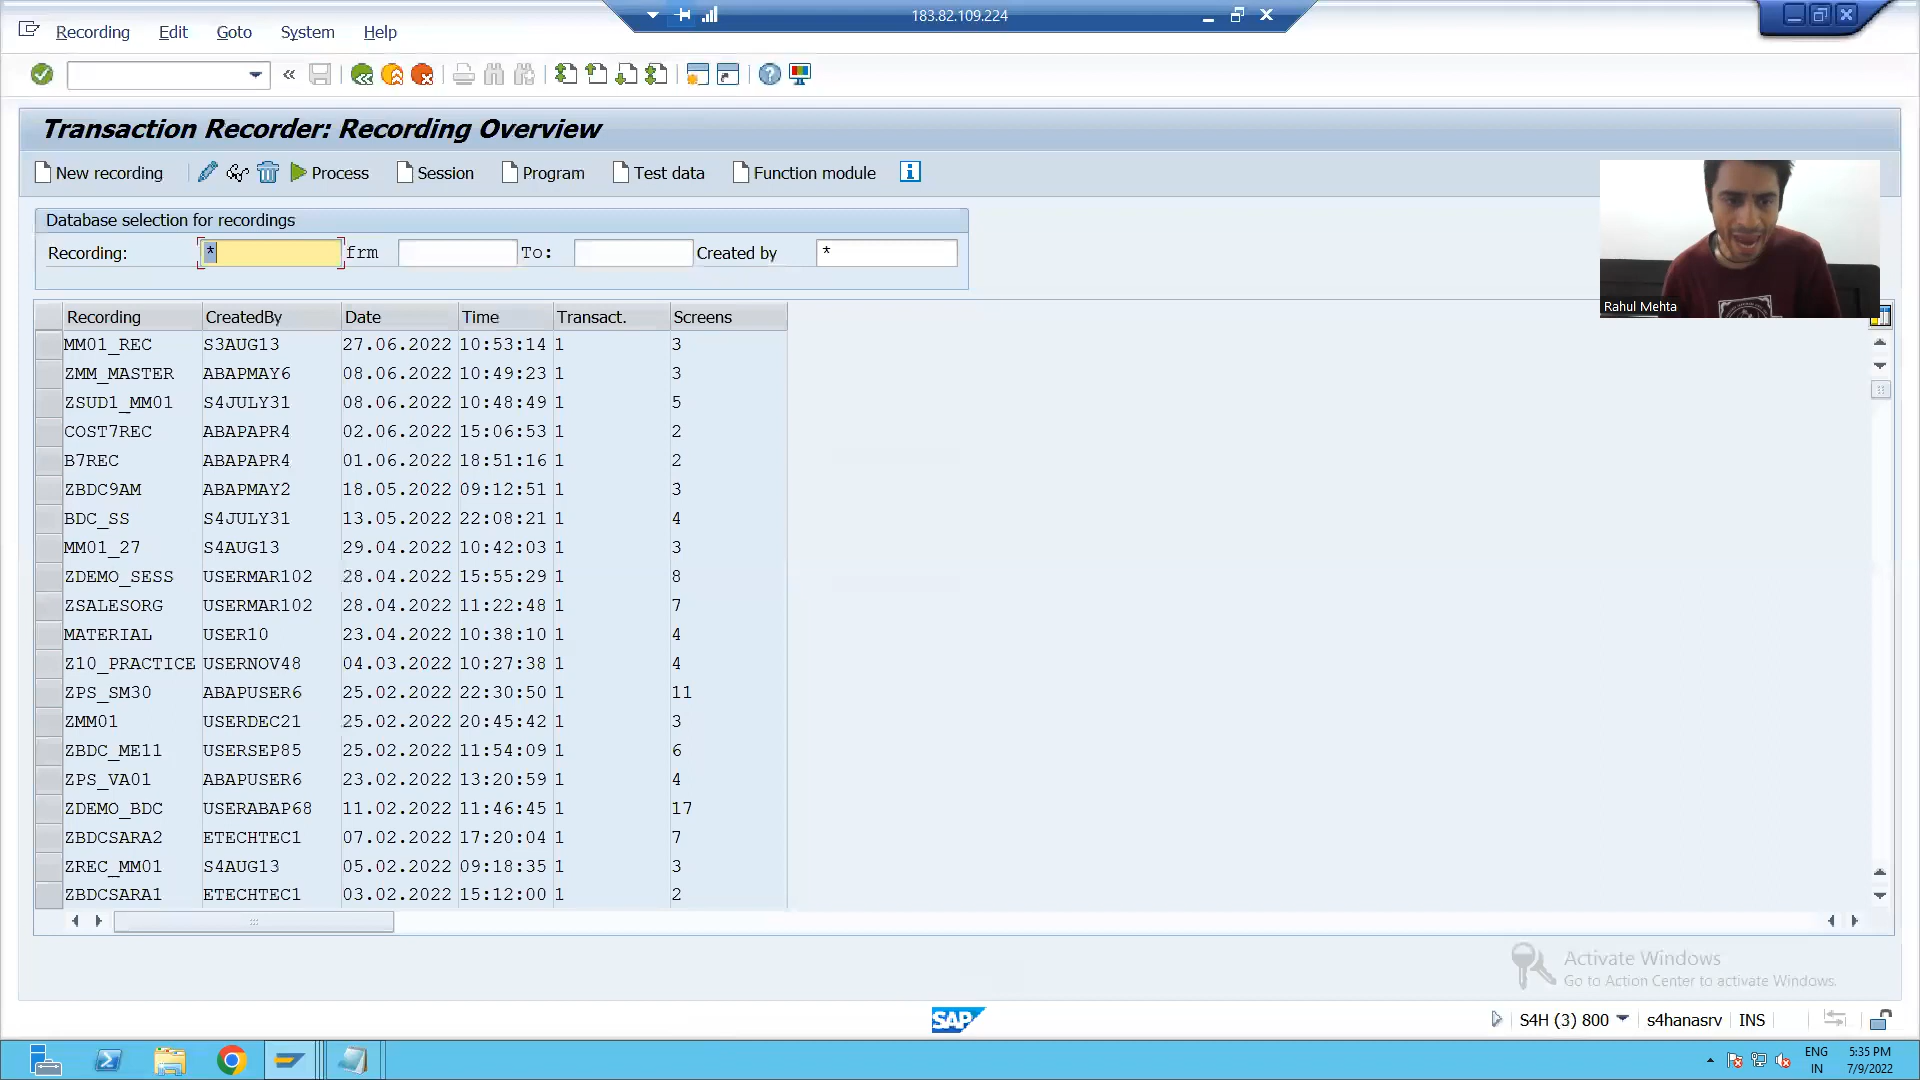 183.82.109.224
Recording Edit Goto System Help
Transaction Recorder: Recording Overview
New recording Process Session Program Test data Function module
Database selection for recordings
Recording: * frm To: Created by *
Rahul Mehta
Recording CreatedBy Date Time Transact. Screens
MM01_REC S3AUG13 27.06.2022 10:53:14 1 3
ZMM_MASTER ABAPMAY6 08.06.2022 10:49:23 1 3
ZSUD1_MM01 S4JULY31 08.06.2022 10:48:49 1 5
COST7REC ABAPAPR4 02.06.2022 15:06:53 1 2
B7REC ABAPAPR4 01.06.2022 18:51:16 1 2
ZBDC9AM ABAPMAY2 18.05.2022 09:12:51 1 3
BDC_SS S4JULY31 13.05.2022 22:08:21 1 4
MM01_27 S4AUG13 29.04.2022 10:42:03 1 3
ZDEMO_SESS USERMAR102 28.04.2022 15:55:29 1 8
ZSALESORG USERMAR102 28.04.2022 11:22:48 1 7
MATERIAL USER10 23.04.2022 10:38:10 1 4
Z10_PRACTICE USERNOV48 04.03.2022 10:27:38 1 4
ZPS_SM30 ABAPUSER6 25.02.2022 22:30:50 1 11
ZMM01 USERDEC21 25.02.2022 20:45:42 1 3
ZBDC_ME11 USERSEP85 25.02.2022 11:54:09 1 6
ZPS_VA01 ABAPUSER6 23.02.2022 13:20:59 1 4
ZDEMO_BDC USERABAP68 11.02.2022 11:46:45 1 17
ZBDCSARA2 ETECHTEC1 07.02.2022 17:20:04 1 7
ZREC_MM01 S4AUG13 05.02.2022 09:18:35 1 3
ZBDCSARA1 ETECHTEC1 03.02.2022 15:12:00 1 2
Activate Windows
Go to Action Center to activate Windows.
SAP S4H (3) 800 s4hanasrv INS
ENG 5:35 PM
IN 7/9/2022